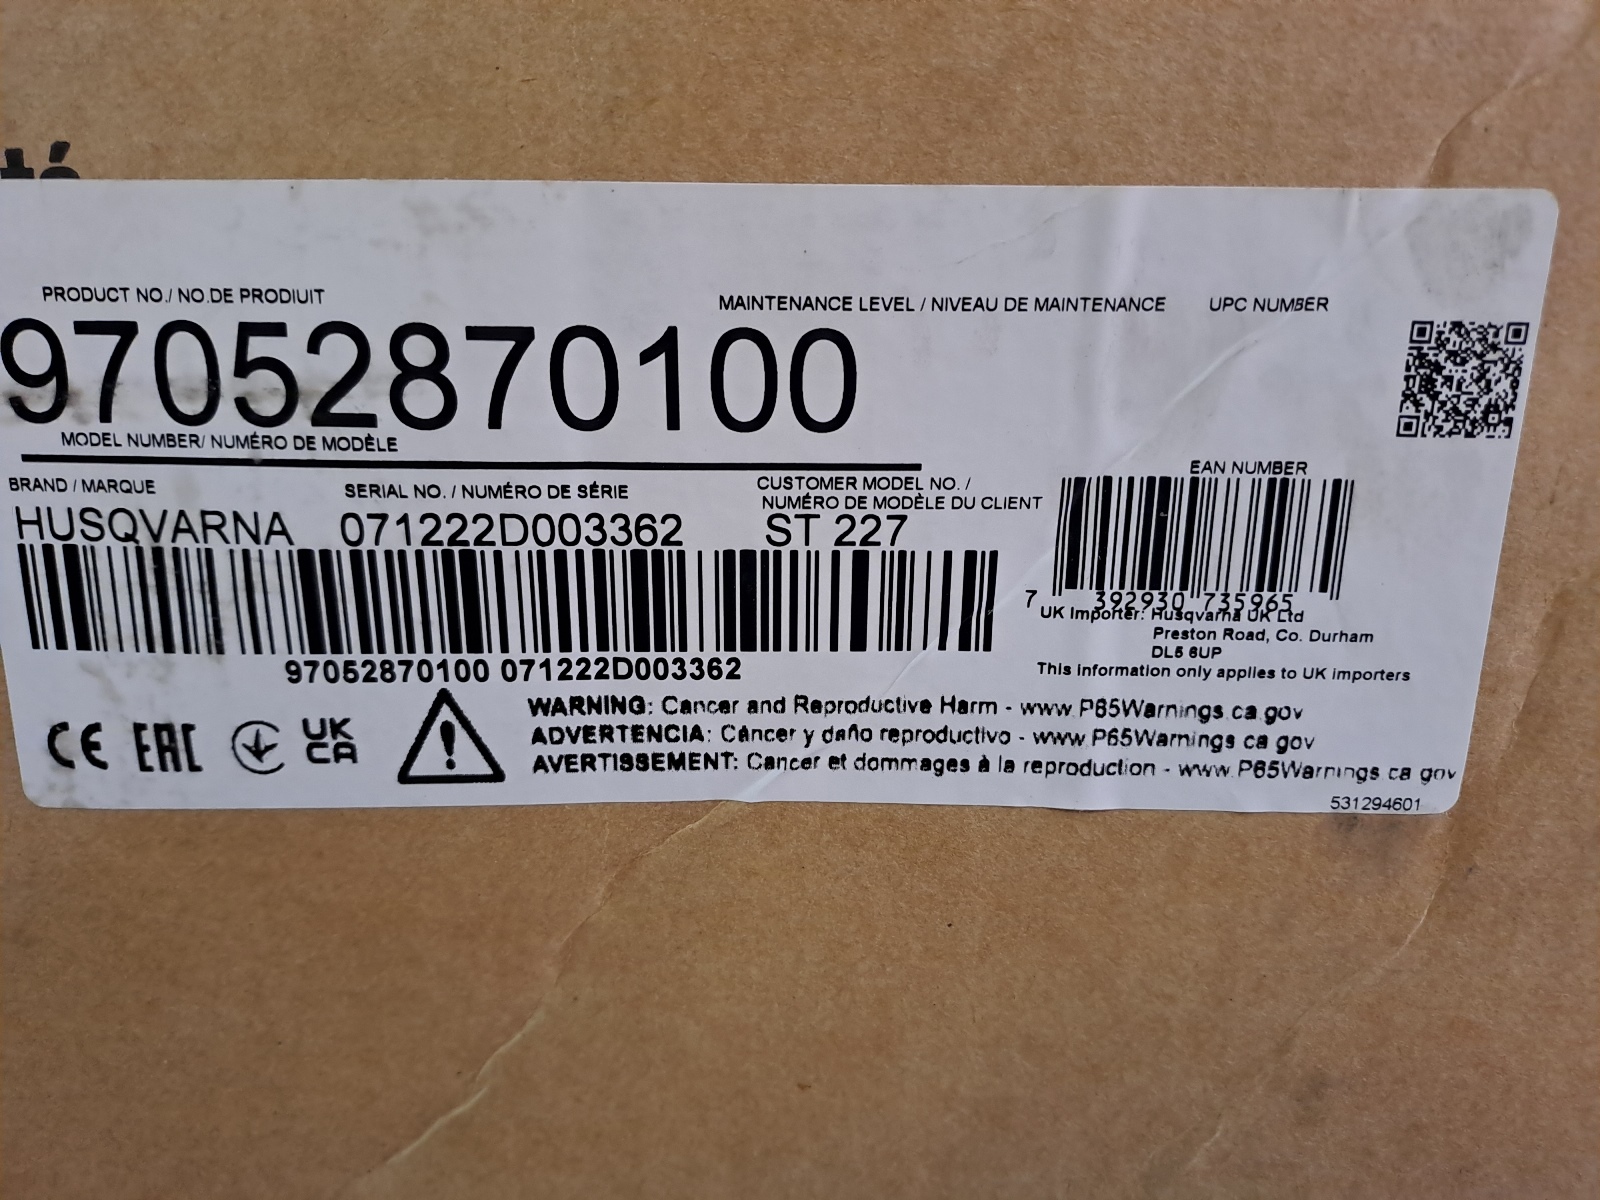 té
PRODUCT NO./ NO.DE PRODIUIT
MAINTENANCE LEVEL / NIVEAU DE MAINTENANCE
UPC NUMBER
97052870100
MODEL NUMBER/ NUMÉRO DE MODÈLE
BRAND / MARQUE
HUSQVARNA
SERIAL NO. / NUMÉRO DE SÉRIE
071222D003362
CUSTOMER MODEL NO. /
NUMÉRO DE MODÈLE DU CLIENT
ST 227
97052870100 071222D003362
EAN NUMBER
7 392930 735965
UK Importer: Husqvarna UK Ltd
Preston Road, Co. Durham
DL5 6UP
This information only applies to UK importers
CE EAC UK
CA
WARNING: Cancer and Reproductive Harm - www.P65Warnings.ca.gov
ADVERTENCIA: Cáncer y daño reproductivo - www.P65Warnings.ca.gov
AVERTISSEMENT: Cancer et dommages à la reproduction - www.P65Warnings.ca.gov
531294601